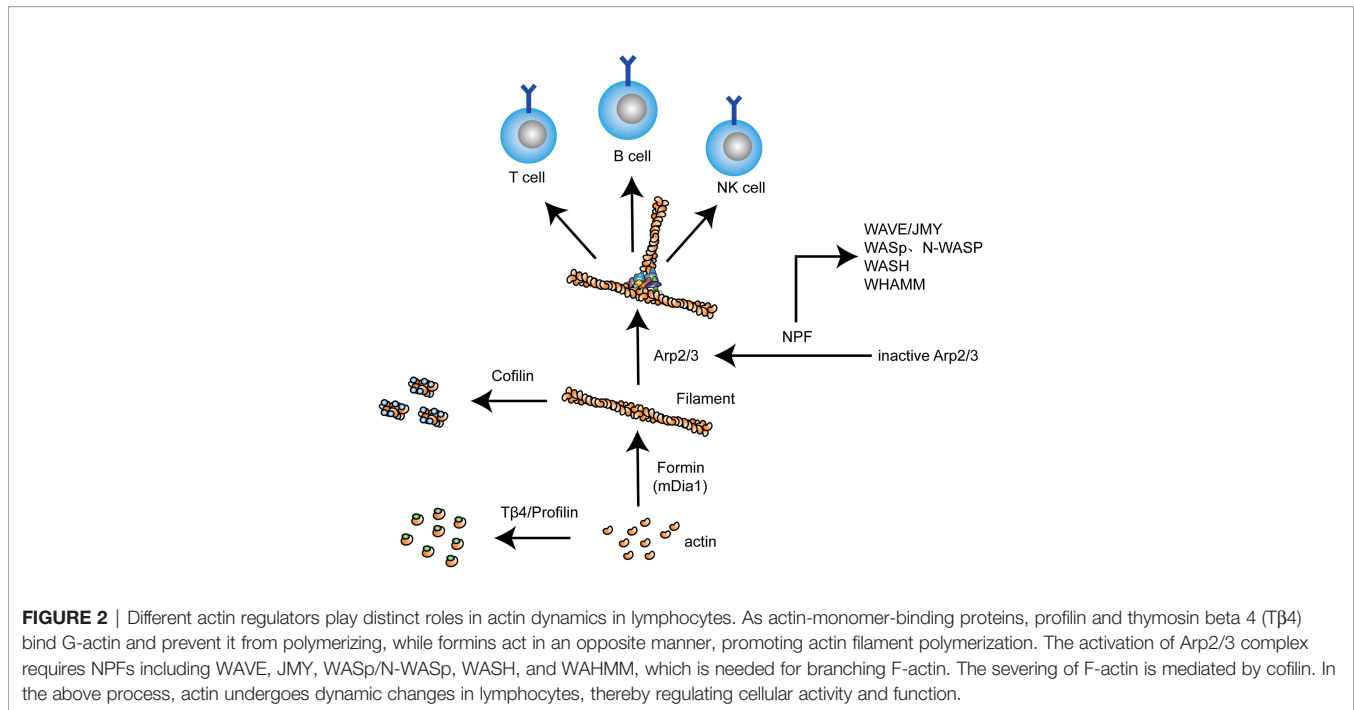 B cell
T cell
NK cell
WAVE/JMY
WASp、N-WASP
WASH
WHAMM
NPF
Arp2/3
inactive Arp2/3
Cofilin
Filament
Formin
(mDia1)
Tβ4/Profilin
actin
FIGURE 2 | Different actin regulators play distinct roles in actin dynamics in lymphocytes. As actin-monomer-binding proteins, profilin and thymosin beta 4 (Tβ4)
bind G-actin and prevent it from polymerizing, while formins act in an opposite manner, promoting actin filament polymerization. The activation of Arp2/3 complex
requires NPFs including WAVE, JMY, WASp/N-WASp, WASH, and WAHMM, which is needed for branching F-actin. The severing of F-actin is mediated by cofilin. In
the above process, actin undergoes dynamic changes in lymphocytes, thereby regulating cellular activity and function.